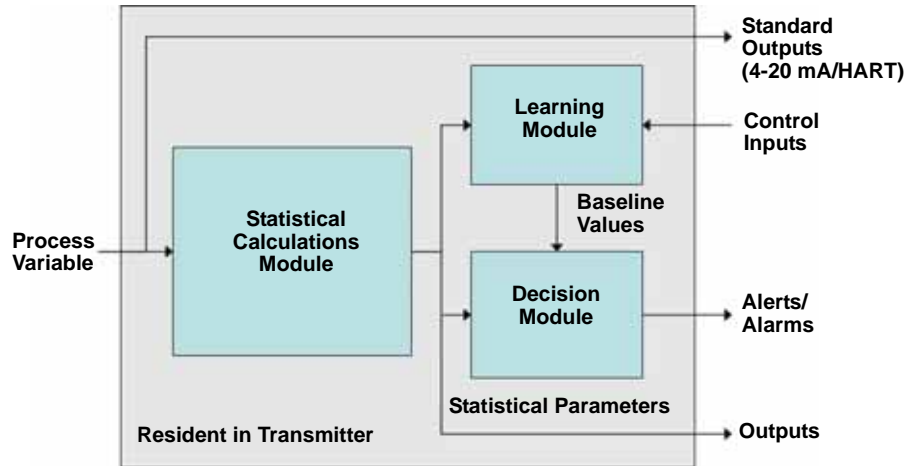 Standard
Outputs
(4-20 mA/HART)
Learning
Module
Control
Inputs
Baseline
Values
Statistical
Calculations
Module
Process
Variable
Decision
Module
Alerts/
Alarms
Statistical Parameters
Resident in Transmitter
Outputs